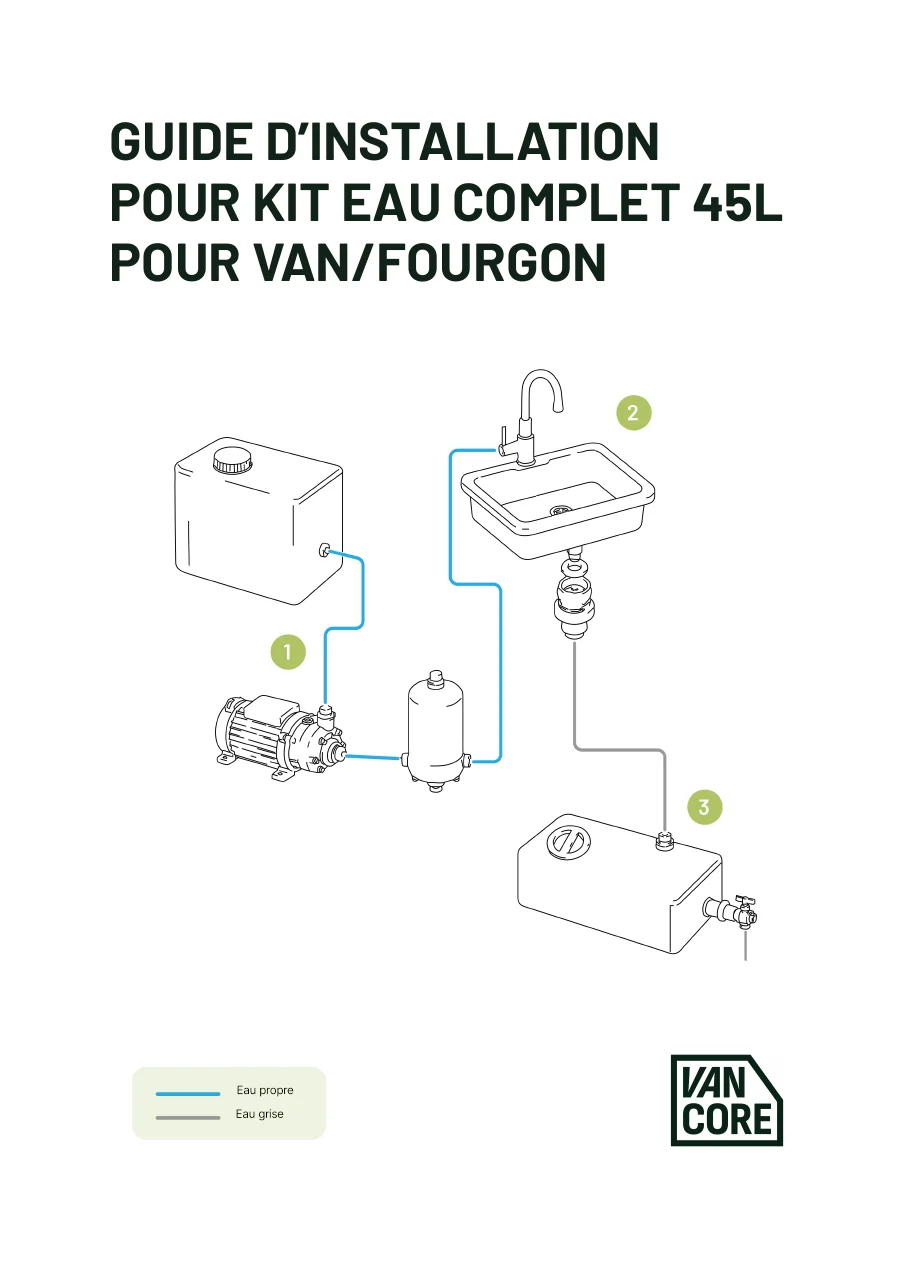 GUIDE D’INSTALLATION
POUR KIT EAU COMPLET 45L
POUR VAN/FOURGON
2
1
3
Eau propre
Eau grise
VAN
CORE